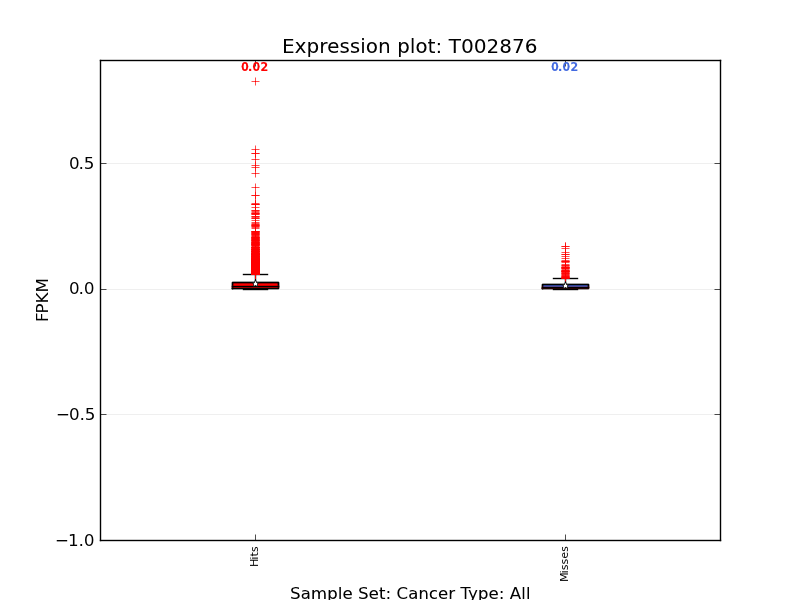 Expression plot: T002876
0.02
0.02
0.5
0.0
−0.5
−1.0
FPKM
Hits
Misses
Sample Set: Cancer Type: All